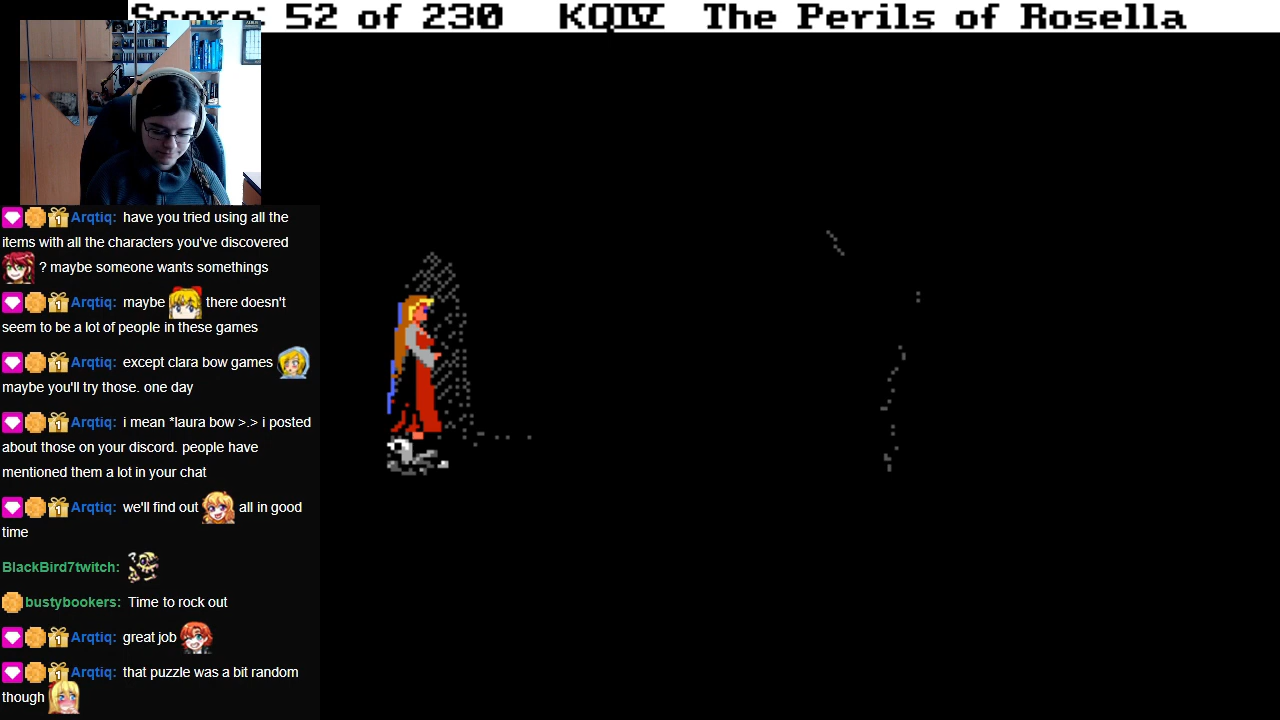 Score: 52 of 230 KQIV The Perils of Rosella
Arqtiq: have you tried using all the
items with all the characters you've discovered
? maybe someone wants somethings
Arqtiq: maybe there doesn't
seem to be a lot of people in these games
Arqtiq: except clara bow games
maybe you'll try those. one day
Arqtiq: i mean *laura bow >.> i posted
about those on your discord. people have
mentioned them a lot in your chat
Arqtiq: we'll find out all in good
time
BlackBird7twitch:
bustybookers: Time to rock out
Arqtiq: great job
Arqtiq: that puzzle was a bit random
though